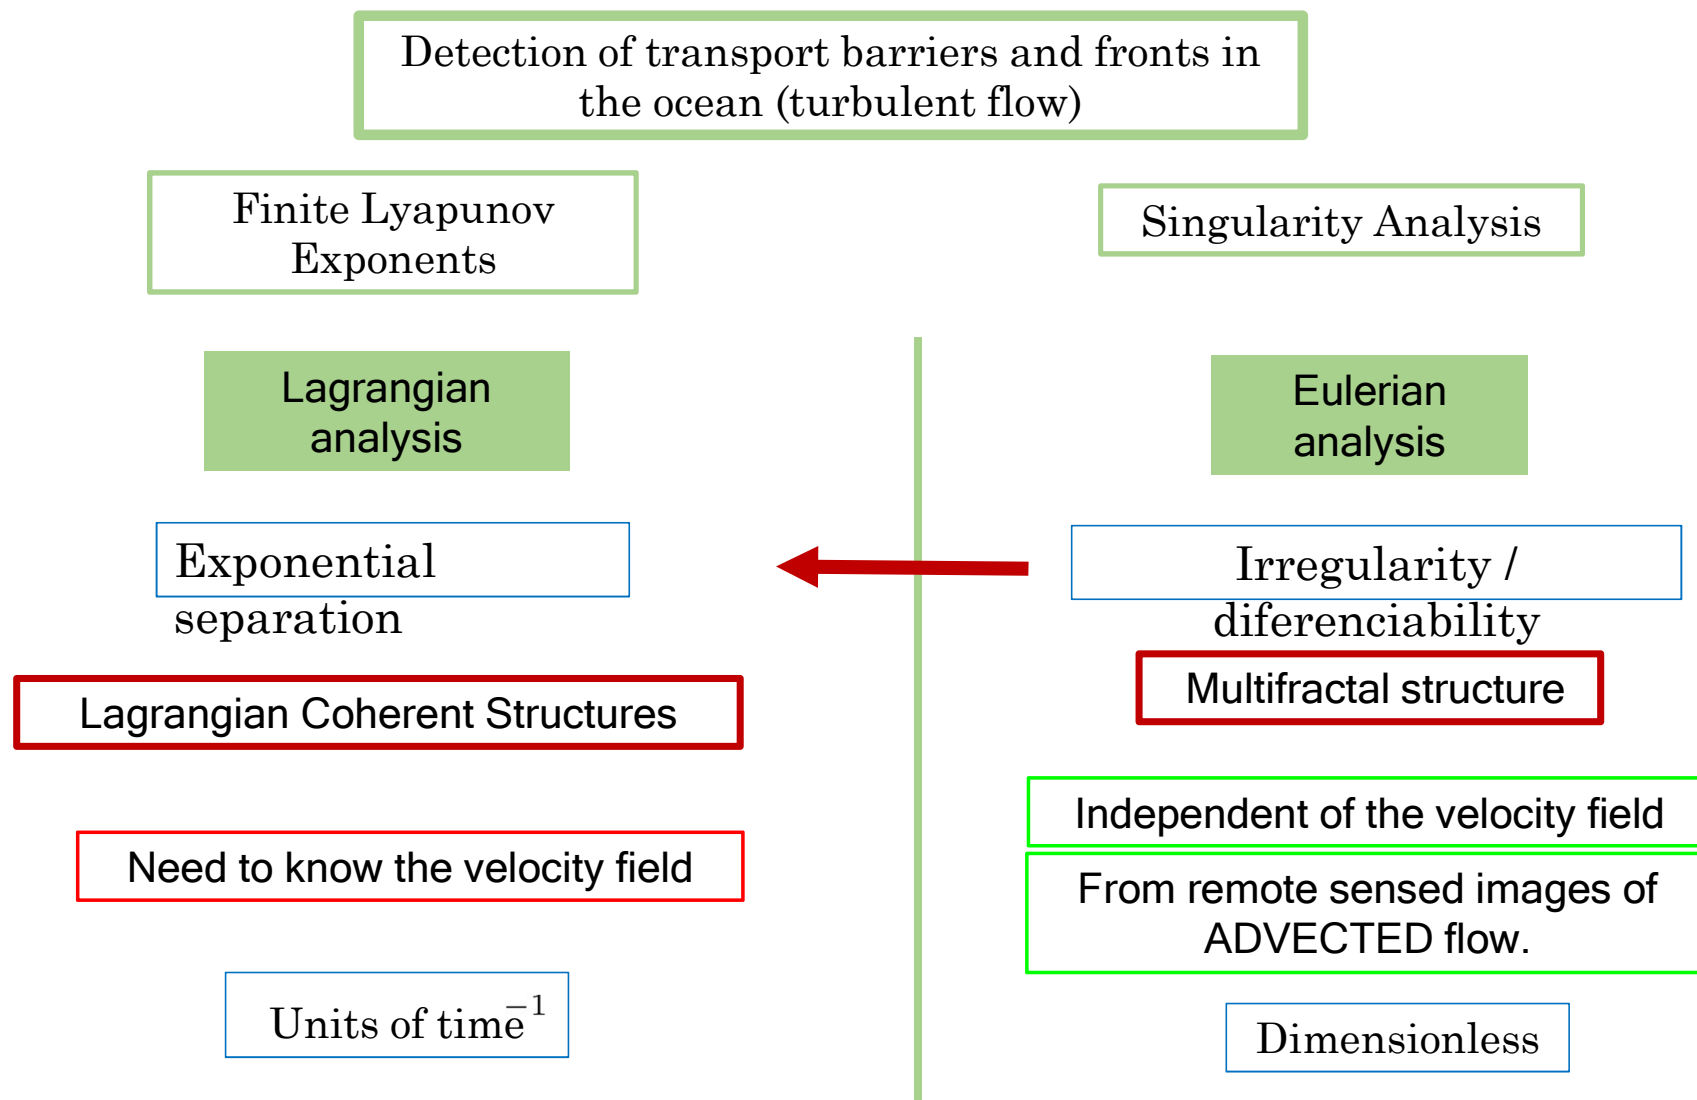 Detection of transport barriers and fronts in
the ocean (turbulent flow)
Finite Lyapunov
Exponents
Singularity Analysis
Lagrangian
analysis
Eulerian
analysis
Exponential
separation
Irregularity /
diferenciability
Lagrangian Coherent Structures
Multifractal structure
Need to know the velocity field
Independent of the velocity field
From remote sensed images of
ADVECTED flow.
Units of time⁻¹
Dimensionless